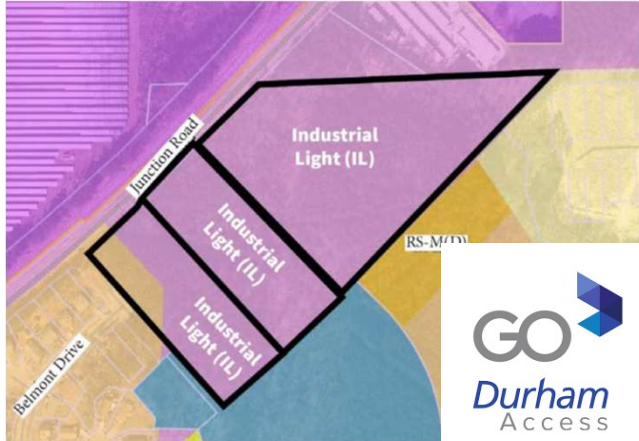 Industrial
Light (IL)
Junction Road
Industrial
Light (IL)
Industrial
Light (IL)
RS-M(D)
Belmont Drive
GO
Durham
Access